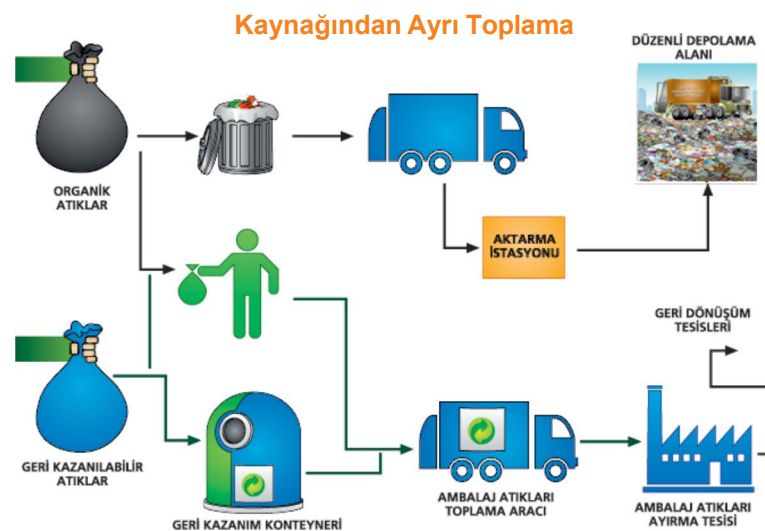 Kaynağından Ayrı Toplama
DÜZENLİ DEPOLAMA
ALANI
ORGANİK
ATIKLAR
AKTARMA
İSTASYONU
GERİ DÖNÜŞÜM
TESİSLERİ
GERİ KAZANILABİLİR
ATIKLAR
GERİ KAZANIM KONTEYNERİ
AMBALAJ ATIKLARI
TOPLAMA ARACI
AMBALAJ ATIKLARI
AYIRMA TESİSİ